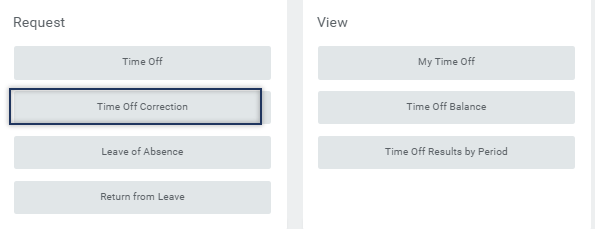 Request
Time Off
Time Off Correction
Leave of Absence
Return from Leave
View
My Time Off
Time Off Balance
Time Off Results by Period